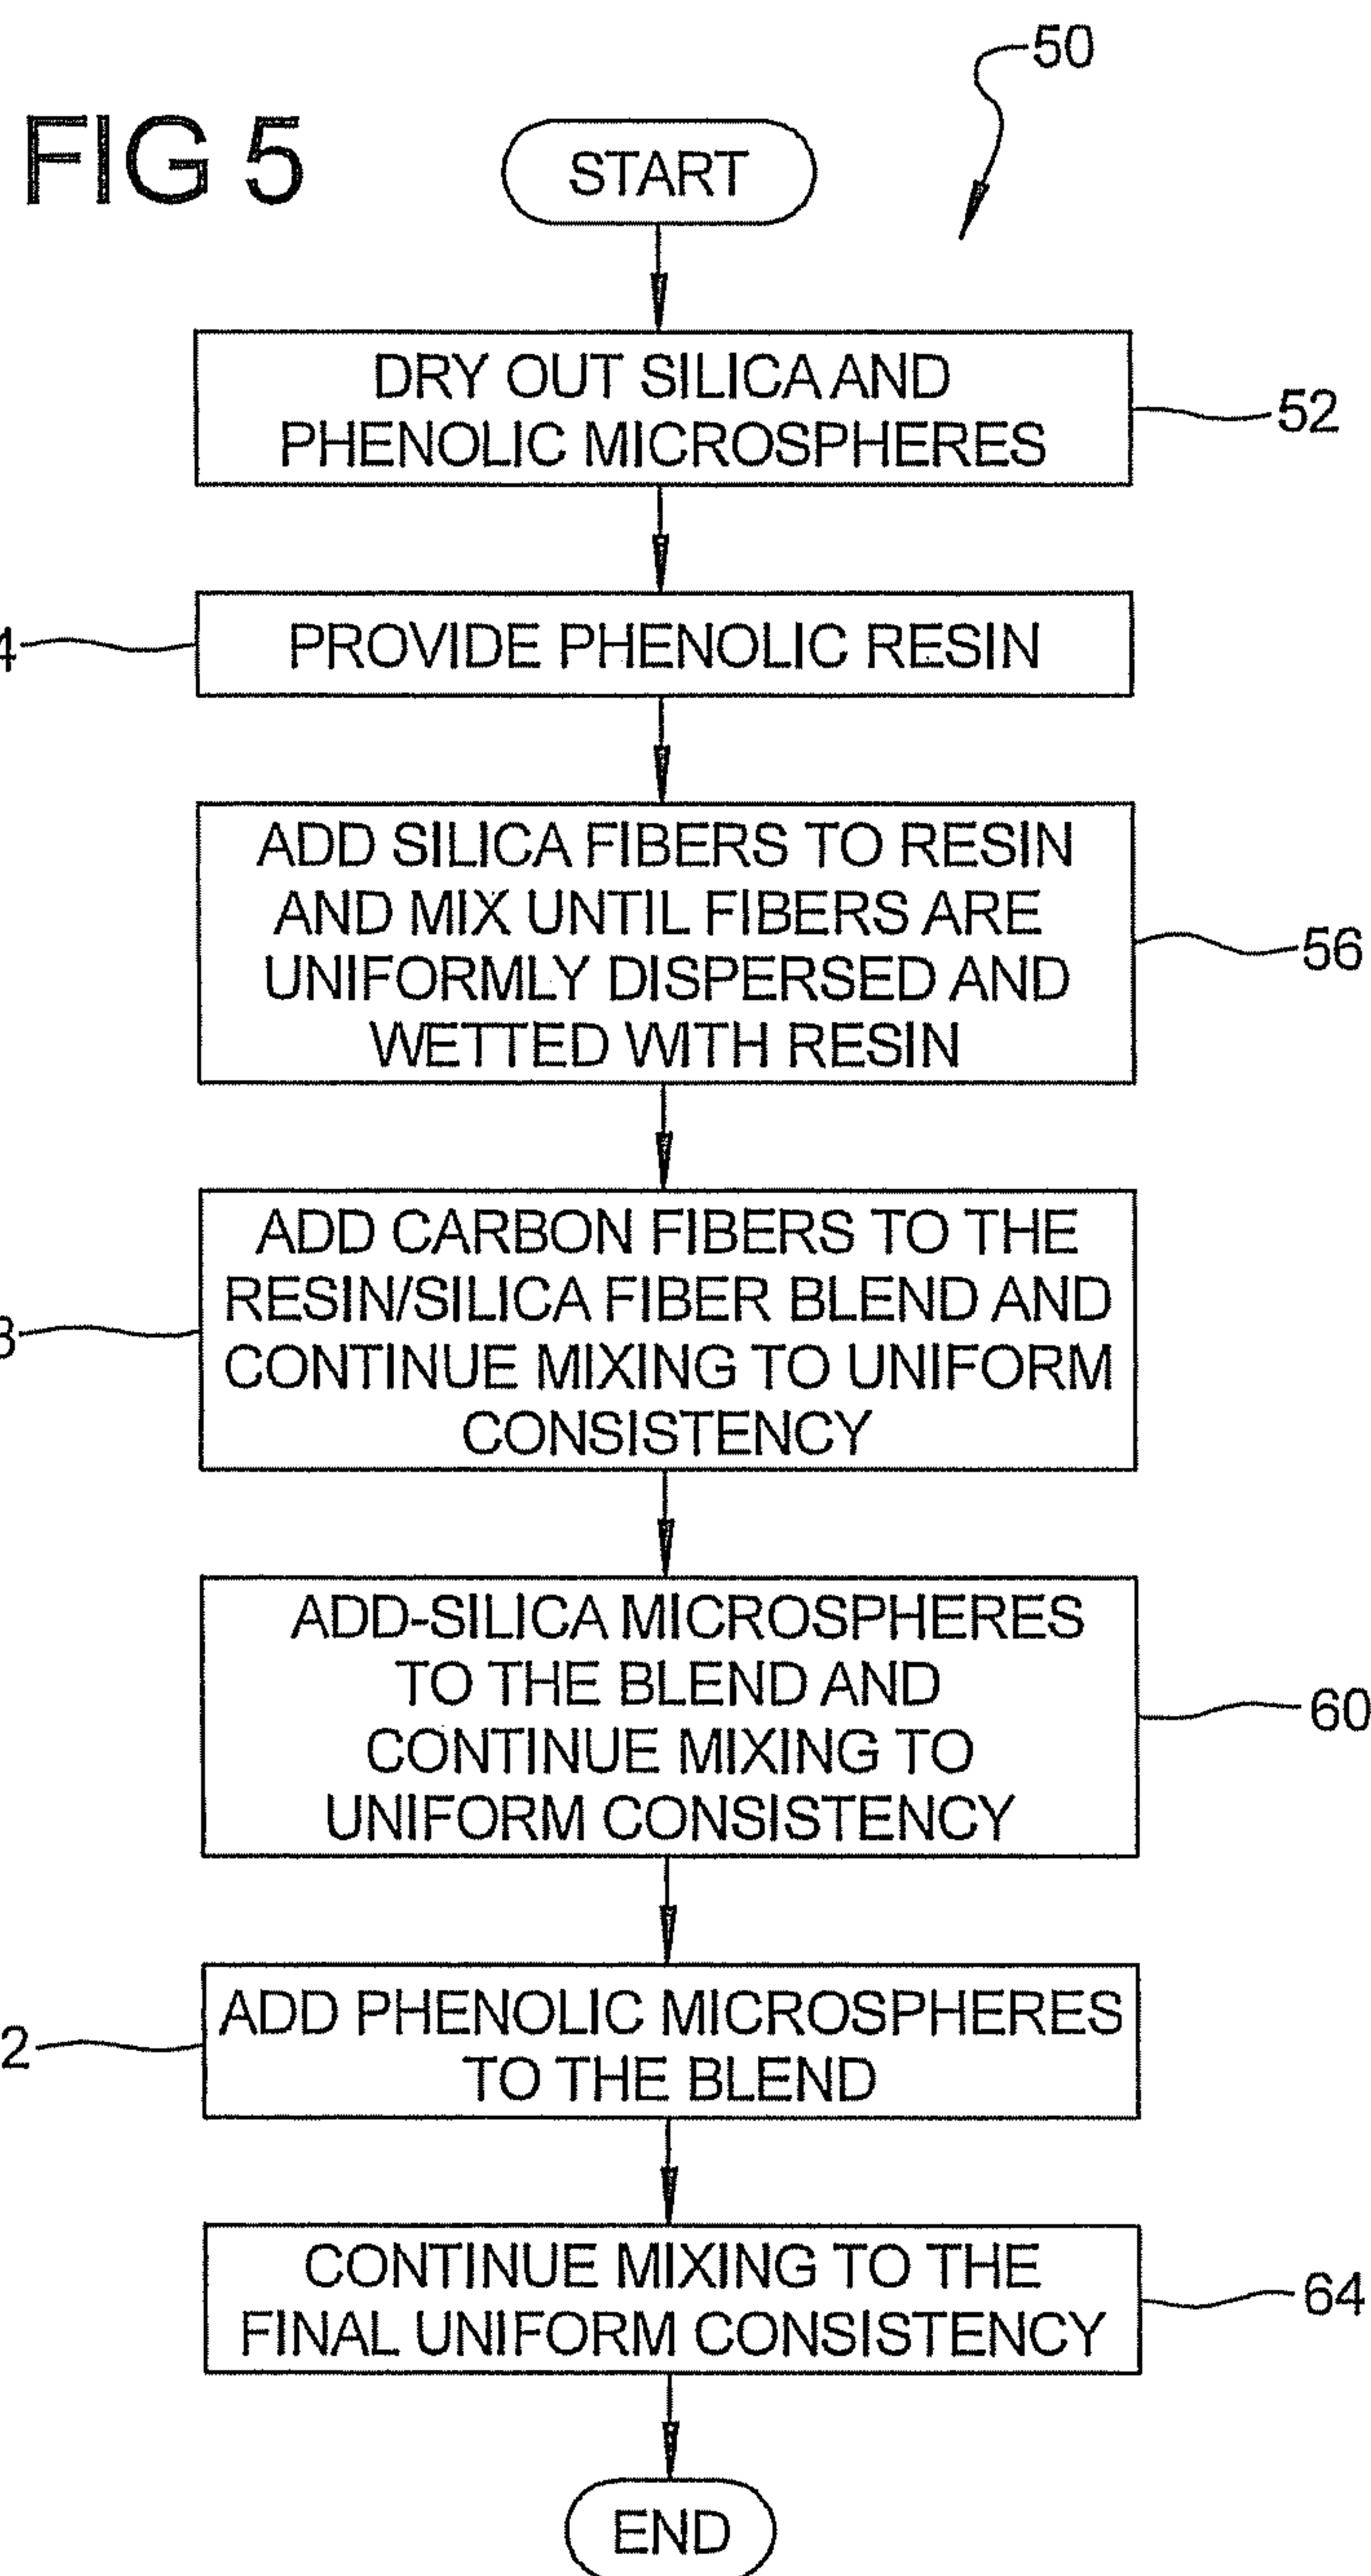 50
FIG 5
START
DRY OUT SILICA AND
PHENOLIC MICROSPHERES
52
4
PROVIDE PHENOLIC RESIN
ADD SILICA FIBERS TO RESIN
AND MIX UNTIL FIBERS ARE
UNIFORMLY DISPERSED AND
WETTED WITH RESIN
56
ADD CARBON FIBERS TO THE
RESIN/SILICA FIBER BLEND AND
CONTINUE MIXING TO UNIFORM
CONSISTENCY
8
ADD-SILICA MICROSPHERES
TO THE BLEND AND
CONTINUE MIXING TO
UNIFORM CONSISTENCY
60
2
ADD PHENOLIC MICROSPHERES
TO THE BLEND
CONTINUE MIXING TO THE
FINAL UNIFORM CONSISTENCY
64
END